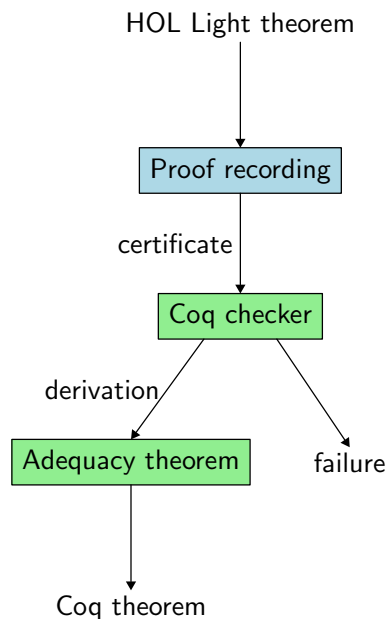 HOL Light theorem
Proof recording
certificate
Coq checker
derivation
Adequacy theorem
failure
Coq theorem